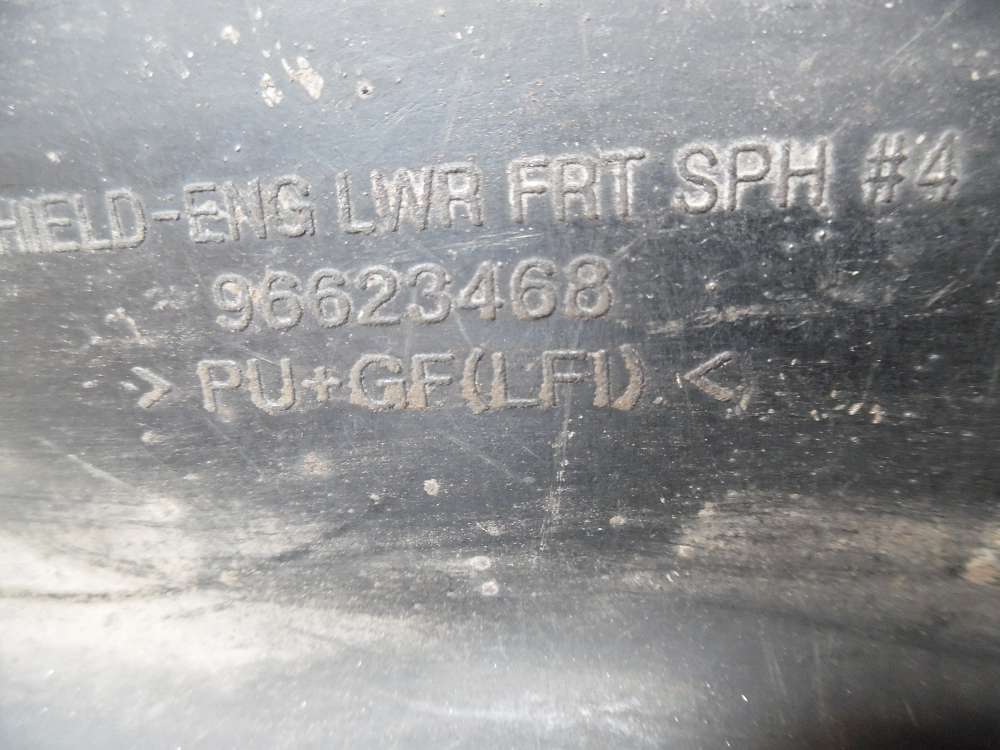 HIELD-ENG LWR FRT SPH #4
96623468
> PU+GF(LFI) <